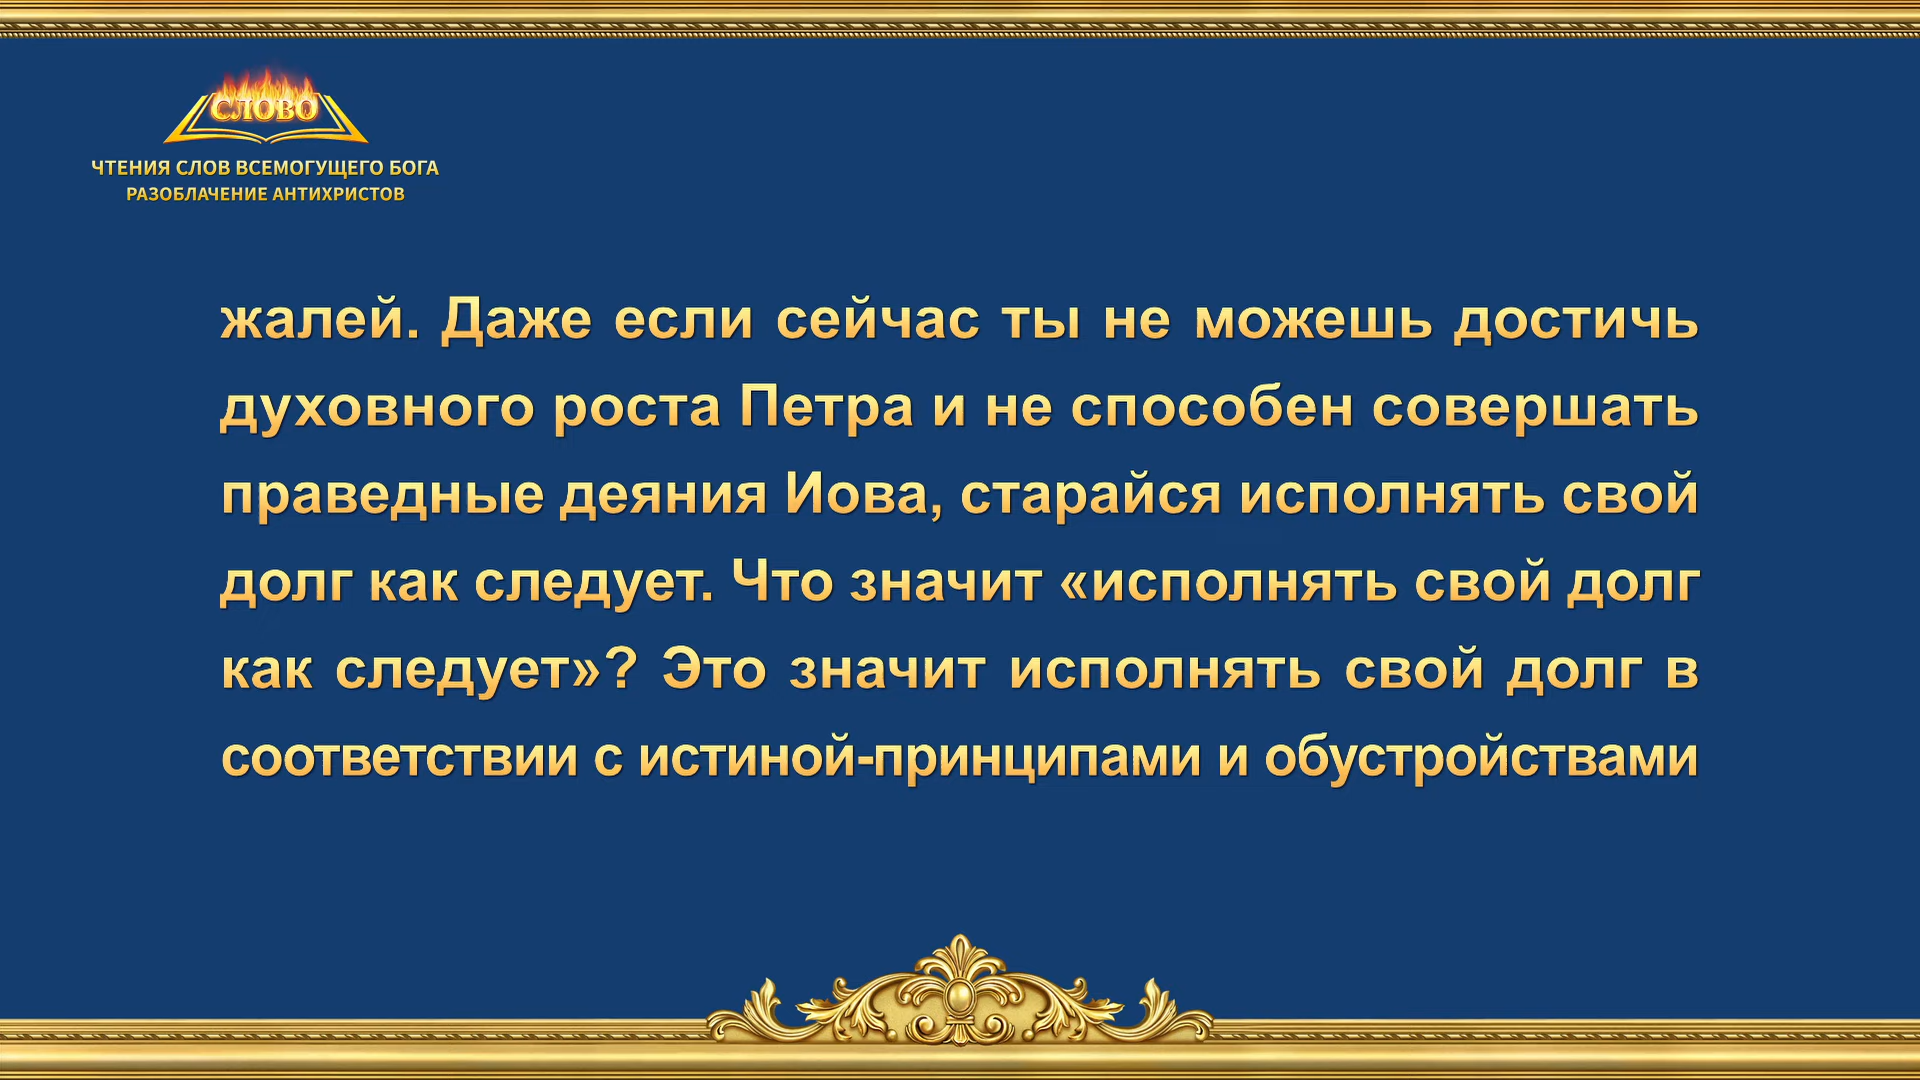 СЛОВО
ЧТЕНИЯ СЛОВ ВСЕМОГУЩЕГО БОГА
РАЗОБЛАЧЕНИЕ АНТИХРИСТОВ
жалей. Даже если сейчас ты не можешь достичь
духовного роста Петра и не способен совершать
праведные деяния Иова, старайся исполнять свой
долг как следует. Что значит «исполнять свой долг
как следует»? Это значит исполнять свой долг в
соответствии с истиной-принципами и обустройствами